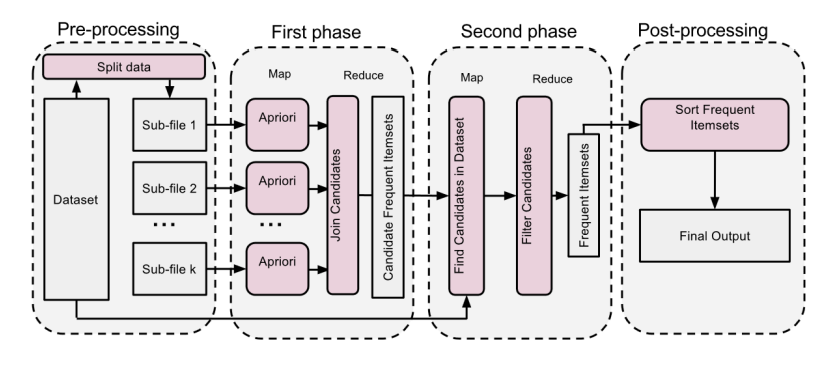 Pre-processing
First phase
Second phase
Post-processing
Split data
Dataset
Sub-file 1
Sub-file 2
...
Sub-file k
Map
Reduce
Apriori
Apriori
...
Apriori
Join Candidates
Candidate Frequent Itemsets
Map
Reduce
Find Candidates in Dataset
Filter Candidates
Frequent Itemsets
Sort Frequent
Itemsets
Final Output